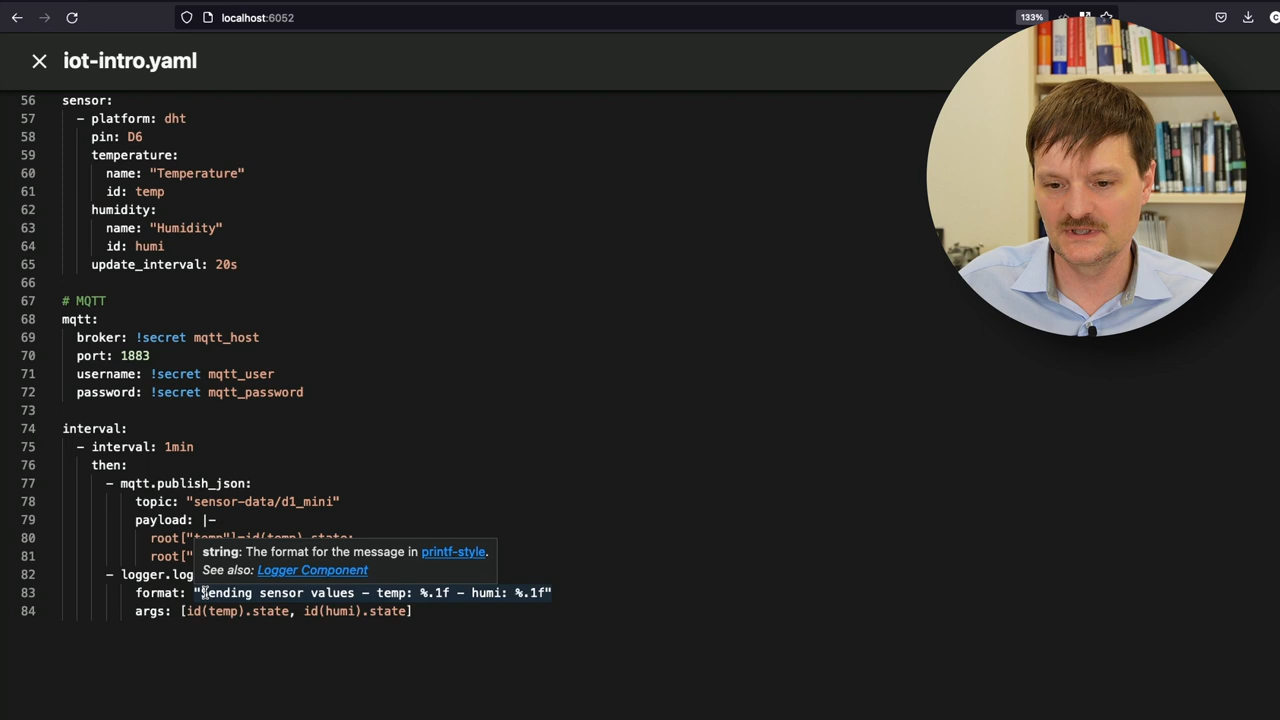 localhost:6052
133%
iot-intro.yaml
56 sensor:
57 - platform: dht
58 pin: D6
59 temperature:
60 name: "Temperature"
61 id: temp
62 humidity:
63 name: "Humidity"
64 id: humi
65 update_interval: 20s
66
67 # MQTT
68 mqtt:
69 broker: !secret mqtt_host
70 port: 1883
71 username: !secret mqtt_user
72 password: !secret mqtt_password
73
74 interval:
75 - interval: 1min
76 then:
77 - mqtt.publish_json:
78 topic: "sensor-data/d1_mini"
79 payload: |-
80 root["temp"]=id(temp).state;
81 root["
string: The format for the message in printf-style.
See also: Logger Component
82 - logger.log
83 format: "Sending sensor values - temp: %.1f - humi: %.1f"
84 args: [id(temp).state, id(humi).state]